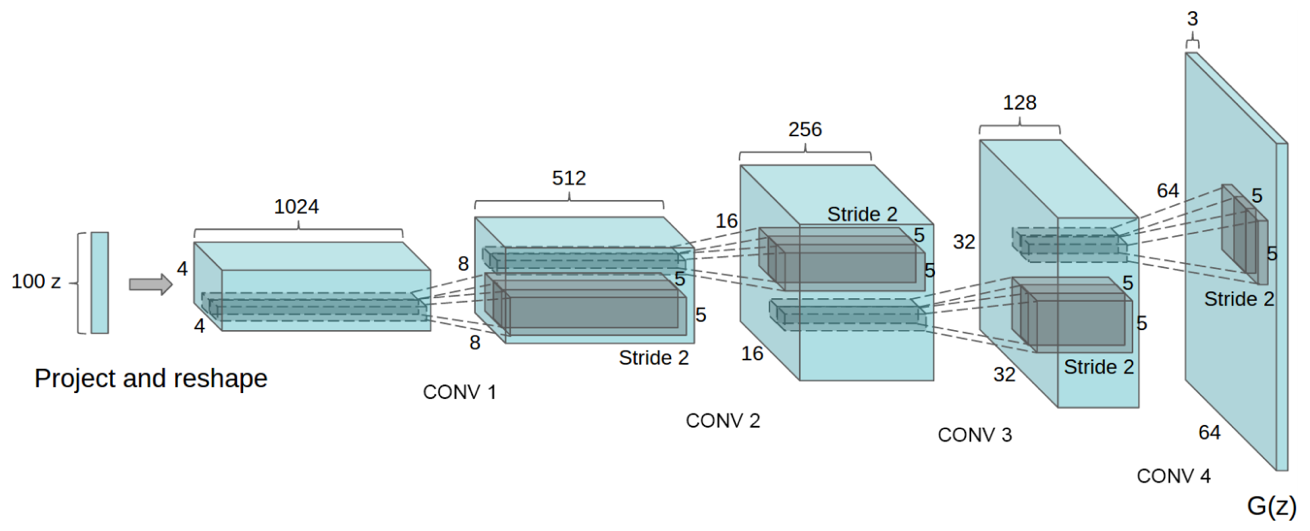 100 z
Project and reshape
1024
4
4
512
8
8
5
5
Stride 2
CONV 1
256
16
16
Stride 2
5
5
CONV 2
128
32
32
5
5
Stride 2
CONV 3
3
64
64
5
5
Stride 2
CONV 4
G(z)